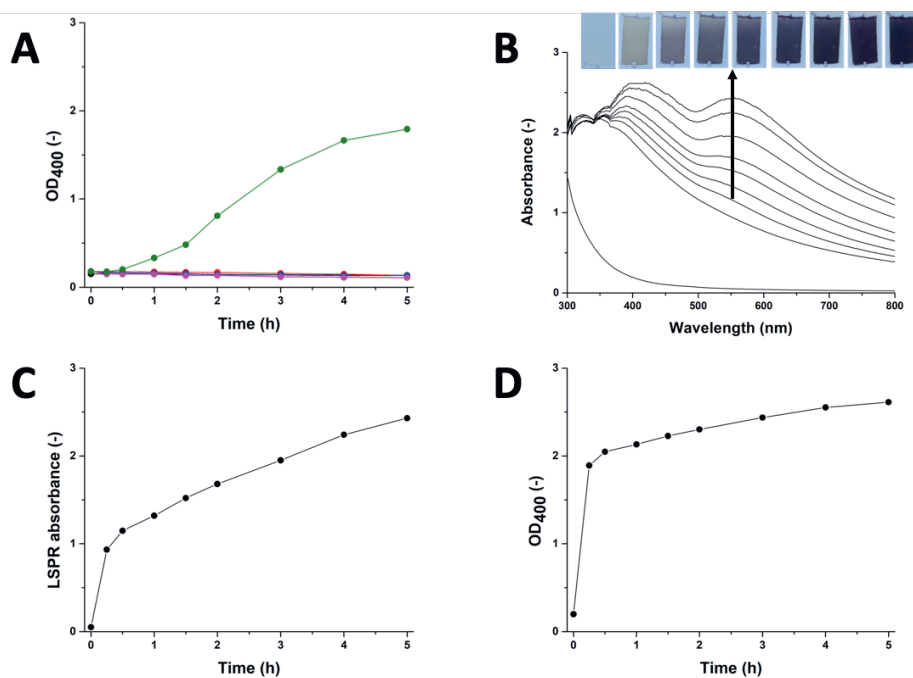 A
3
2
1
0
OD400 (-)
0 1 2 3 4 5
Time (h)
B
3
2
1
0
Absorbance (-)
300 400 500 600 700 800
Wavelength (nm)
C
3
2
1
0
LSPR absorbance (-)
0 1 2 3 4 5
Time (h)
D
3
2
1
0
OD400 (-)
0 1 2 3 4 5
Time (h)